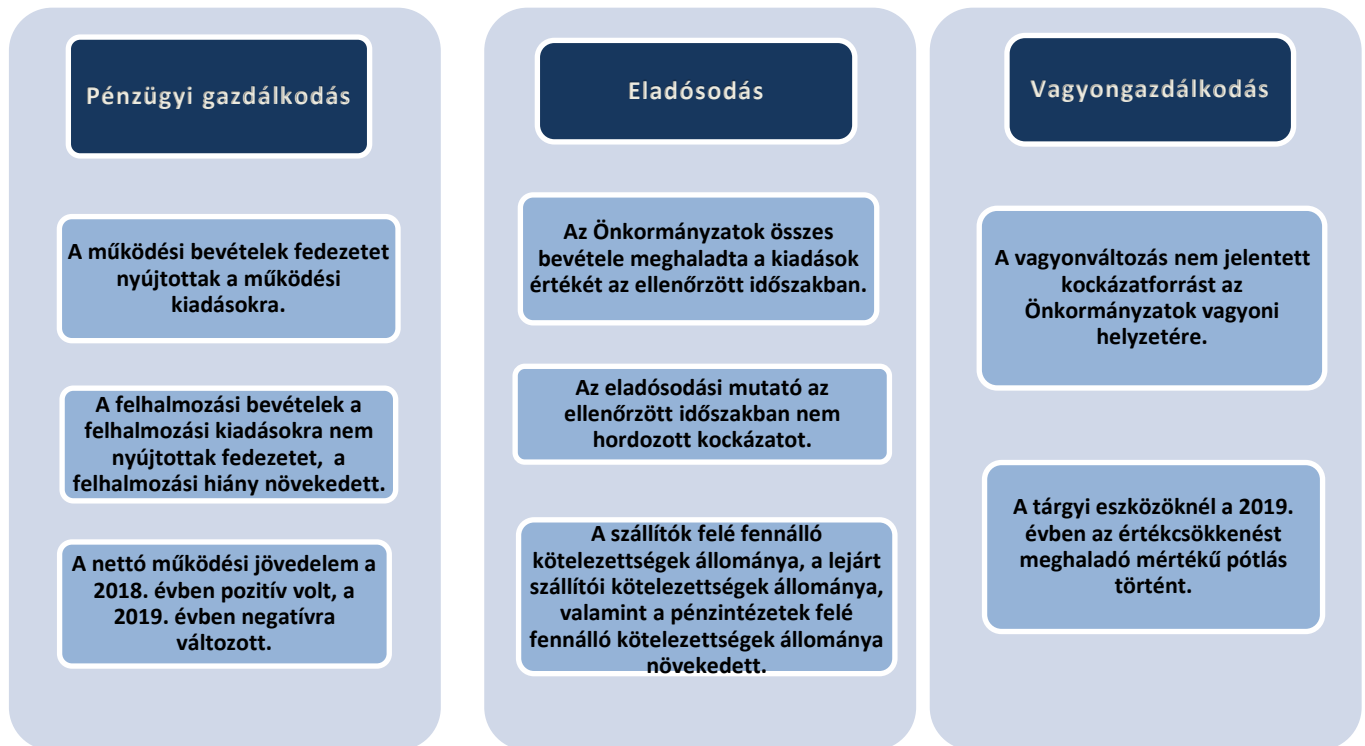 Pénzügyi gazdálkodás
A működési bevételek fedezetet
nyújtottak a működési
kiadásokra.
A felhalmozási bevételek a
felhalmozási kiadásokra nem
nyújtottak fedezetet, a
felhalmozási hiány növekedett.
A nettó működési jövedelem a
2018. évben pozitív volt, a
2019. évben negatívra
változott.
Eladósodás
Az Önkormányzatok összes
bevétele meghaladta a kiadások
értékét az ellenőrzött időszakban.
Az eladósodási mutató az
ellenőrzött időszakban nem
hordozott kockázatot.
A szállítók felé fennálló
kötelezettségek állománya, a lejárt
szállítói kötelezettségek állománya,
valamint a pénzintézetek felé
fennálló kötelezettségek állománya
növekedett.
Vagyongazdálkodás
A vagyonváltozás nem jelentett
kockázatforrást az
Önkormányzatok vagyoni
helyzetére.
A tárgyi eszközöknél a 2019.
évben az értékcsökkenést
meghaladó mértékű pótlás
történt.